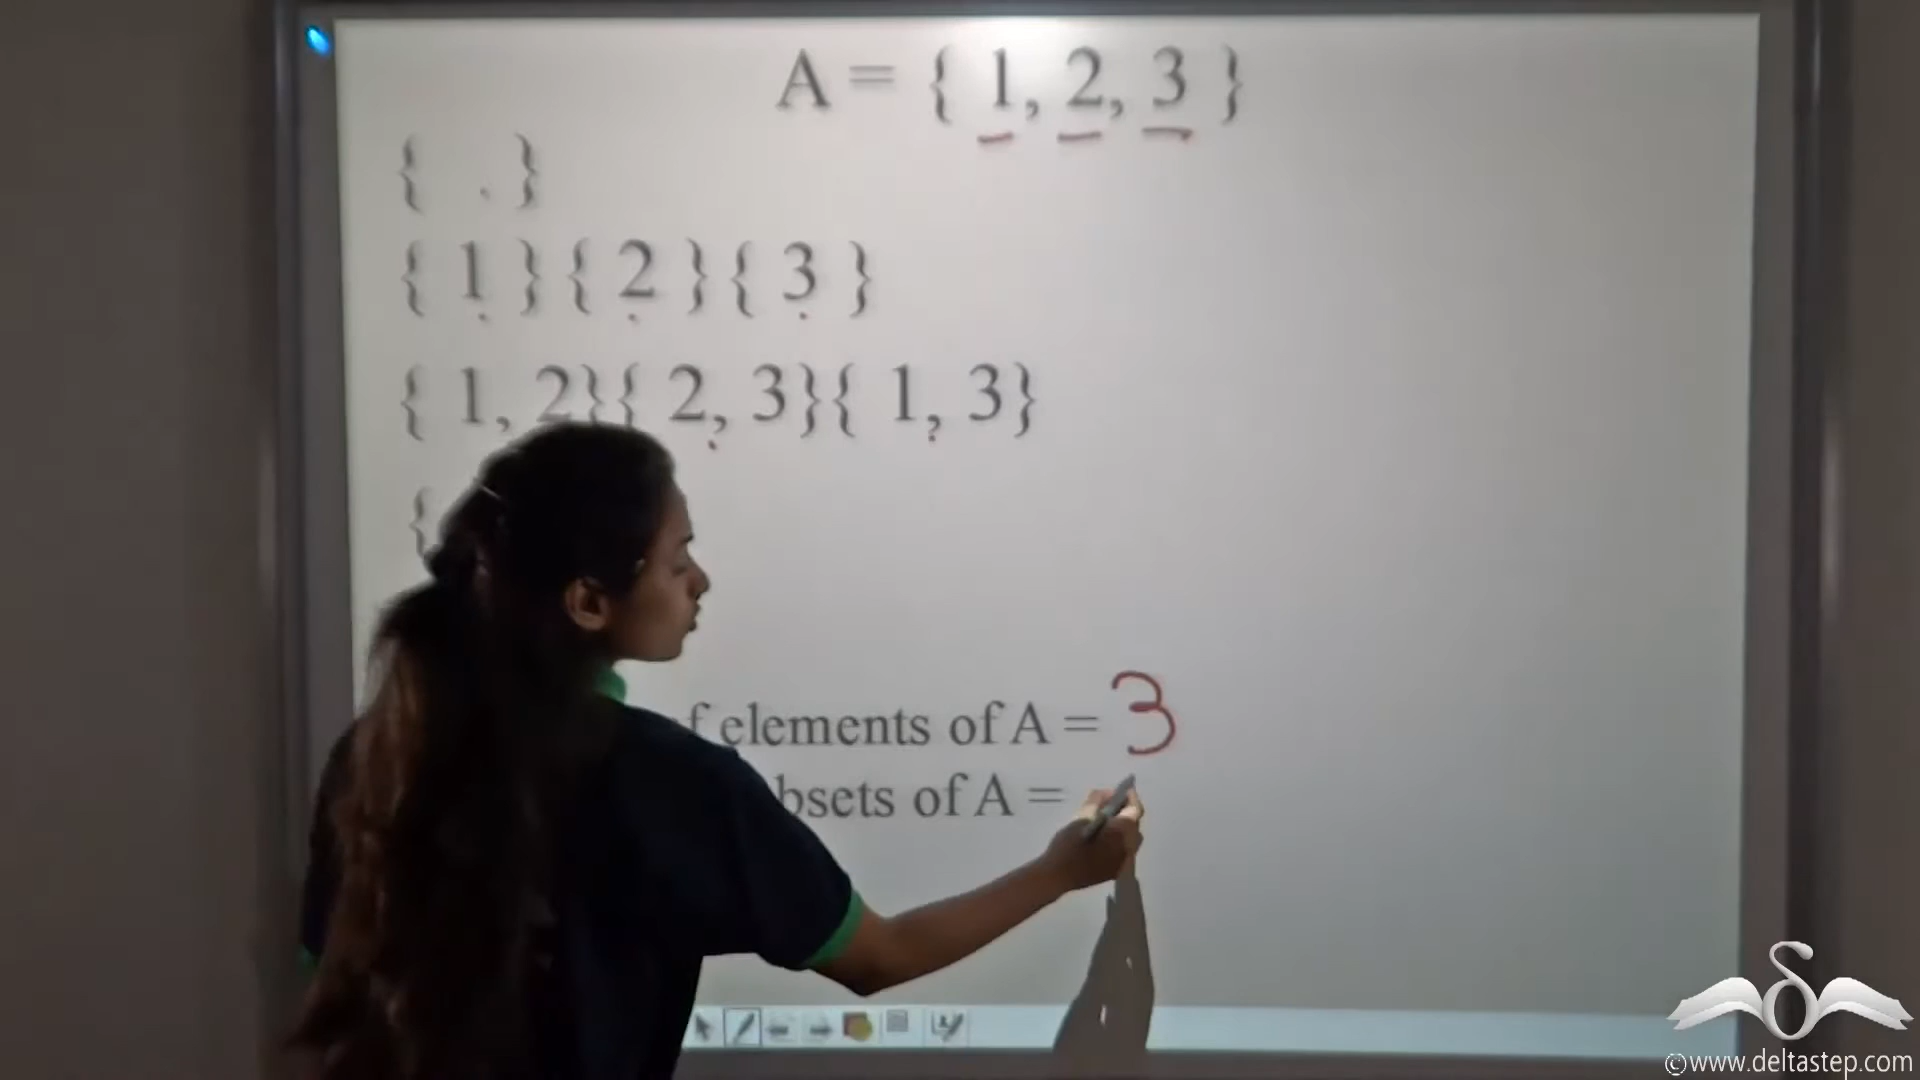 A = { 1, 2, 3 }
{ }
{ 1 } { 2 } { 3 }
{ 1, 2} { 2, 3} { 1, 3}
{
f elements of A = 3
bsets of A =
©www.deltastep.com